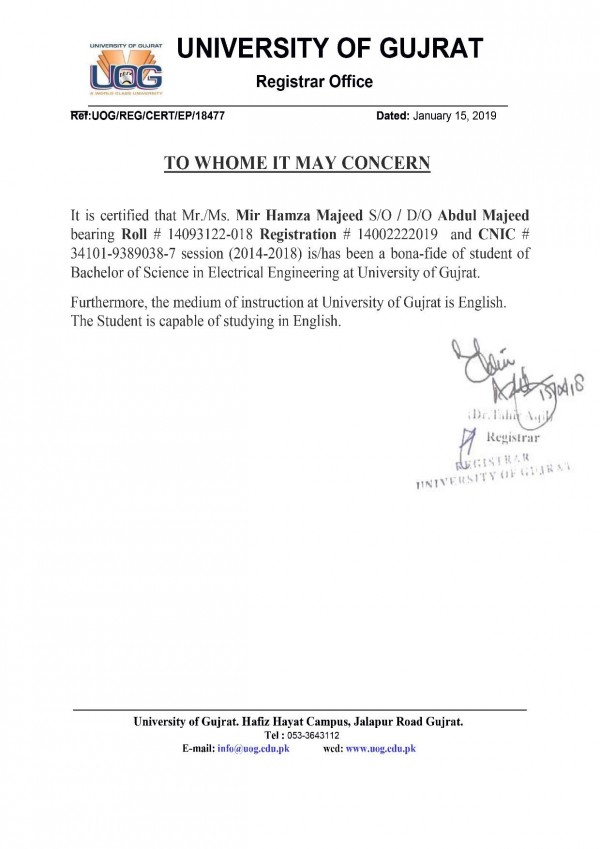 UNIVERSITY OF GUJRAT
UOG
A WORLD CLASS UNIVERSITY
UNIVERSITY OF GUJRAT
Registrar Office
Ref:UOG/REG/CERT/EP/18477 Dated: January 15, 2019
TO WHOME IT MAY CONCERN
It is certified that Mr./Ms. Mir Hamza Majeed S/O / D/O Abdul Majeed
bearing Roll # 14093122-018 Registration # 14002222019 and CNIC #
34101-9389038-7 session (2014-2018) is/has been a bona-fide of student of
Bachelor of Science in Electrical Engineering at University of Gujrat.
Furthermore, the medium of instruction at University of Gujrat is English.
The Student is capable of studying in English.
(Dr. Tahir Aqil)
Registrar
REGISTRAR
UNIVERSITY OF GUJRAT
University of Gujrat. Hafiz Hayat Campus, Jalapur Road Gujrat.
Tel : 053-3643112
E-mail: info@uog.edu.pk wcd: www.uog.edu.pk